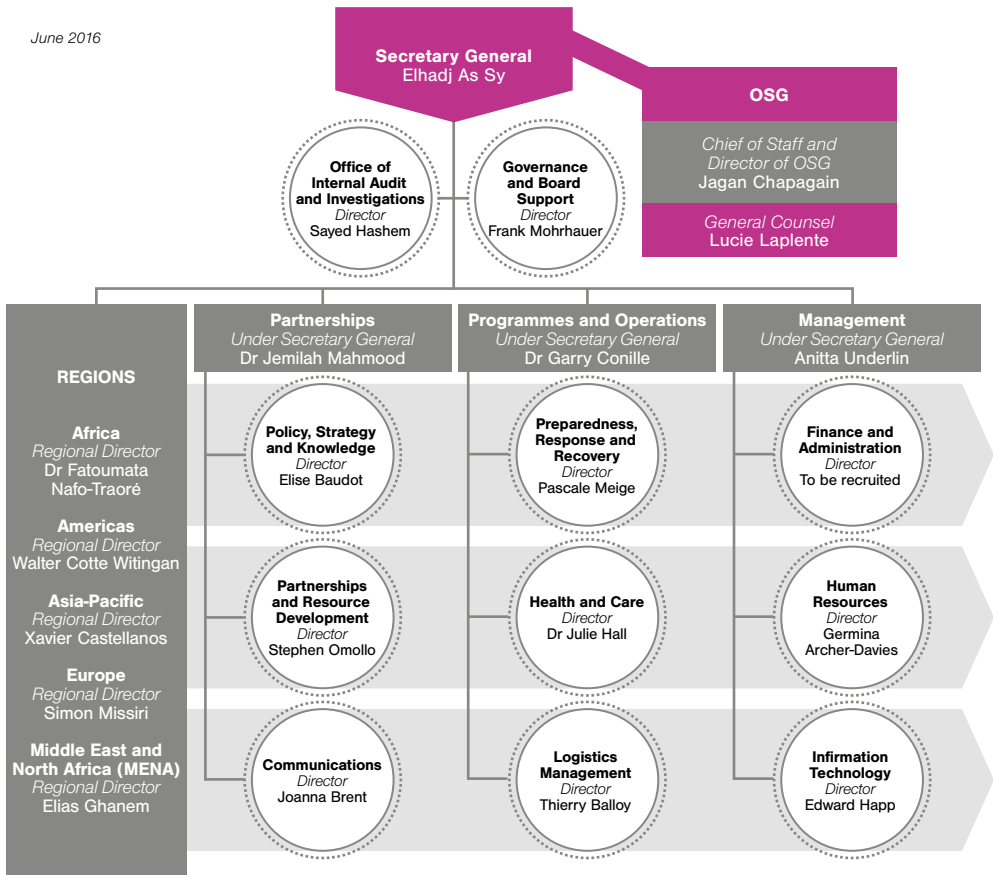 June 2016
Secretary General
Elhadj As Sy
OSG
Chief of Staff and
Director of OSG
Jagan Chapagain
General Counsel
Lucie Laplente
Office of
Internal Audit
and Investigations
Director
Sayed Hashem
Governance
and Board
Support
Director
Frank Mohrhauer
REGIONS
Africa
Regional Director
Dr Fatoumata
Nafo-Traoré
Americas
Regional Director
Walter Cotte Witingan
Asia-Pacific
Regional Director
Xavier Castellanos
Europe
Regional Director
Simon Missiri
Middle East and
North Africa (MENA)
Regional Director
Elias Ghanem
Partnerships
Under Secretary General
Dr Jemilah Mahmood
Policy, Strategy
and Knowledge
Director
Elise Baudot
Partnerships
and Resource
Development
Director
Stephen Omollo
Communications
Director
Joanna Brent
Programmes and Operations
Under Secretary General
Dr Garry Conille
Preparedness,
Response and
Recovery
Director
Pascale Meige
Health and Care
Director
Dr Julie Hall
Logistics
Management
Director
Thierry Balloy
Management
Under Secretary General
Anitta Underlin
Finance and
Administration
Director
To be recruited
Human
Resources
Director
Germina
Archer-Davies
Infirmation
Technology
Director
Edward Happ